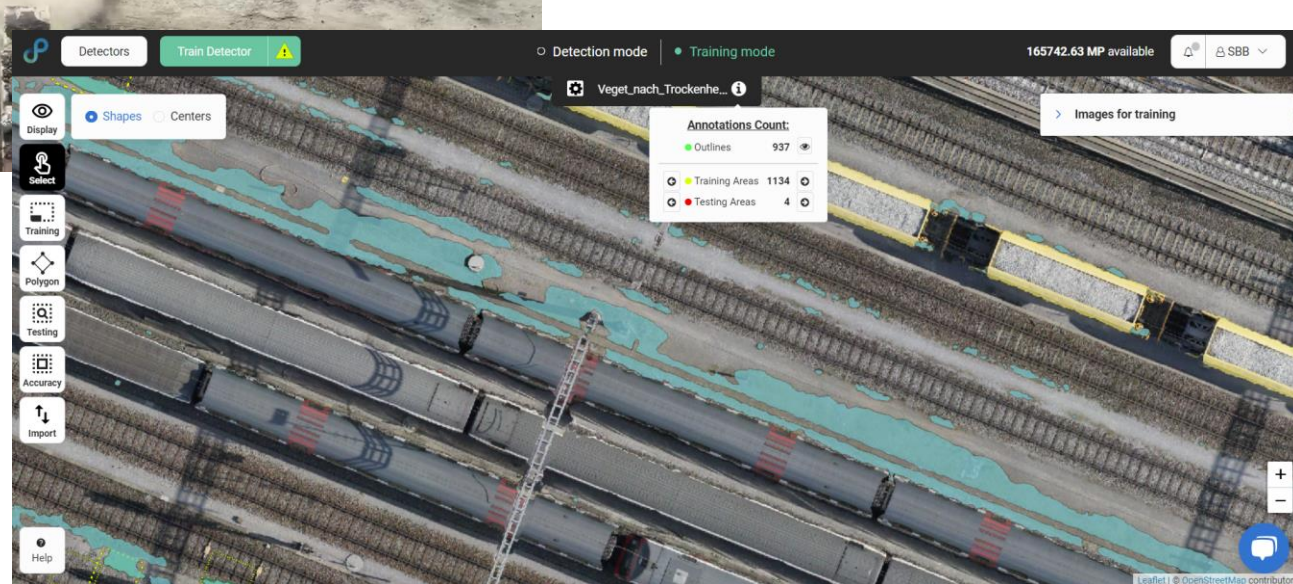 Detectors
Train Detector
Detection mode
Training mode
165742.63 MP available
SBB
Veget_nach_Trockenhe...
Display
Shapes
Centers
Images for training
Annotations Count:
Outlines 937
Training Areas 1134
Testing Areas 4
Select
Training
Polygon
Testing
Accuracy
Import
+
−
Help
Leaflet | © OpenStreetMap contributor